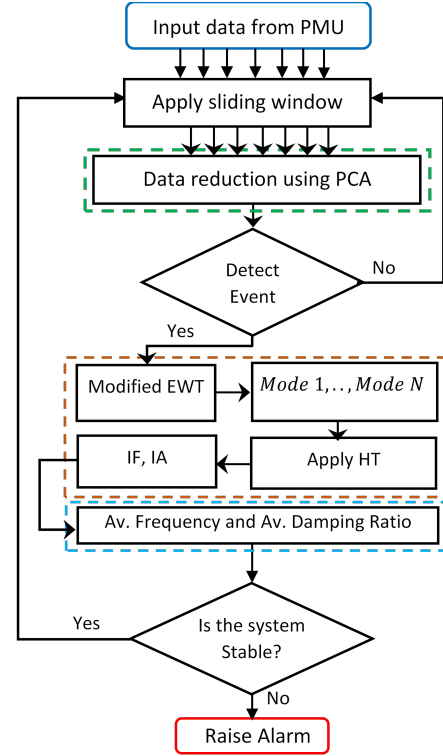 Input data from PMU
Apply sliding window
Data reduction using PCA
Detect
Event
No
Yes
Modified EWT
Mode 1,..,Mode N
IF, IA
Apply HT
Av. Frequency and Av. Damping Ratio
Yes
Is the system
Stable?
No
Raise Alarm